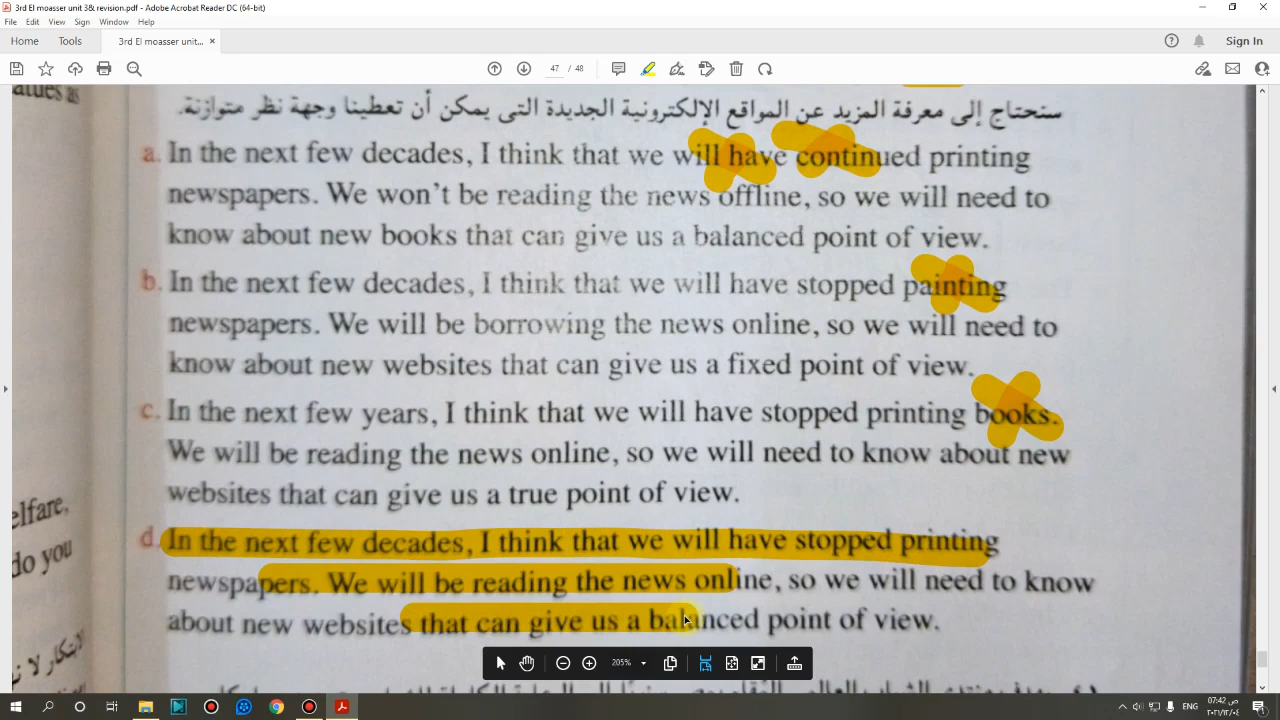 3rd El moasser unit 3& revision.pdf - Adobe Acrobat Reader DC (64-bit)
File Edit View Sign Window Help
Home Tools 3rd El moasser unit... × Sign In
47 / 48
ستحتاج إلى معرفة المزيد عن المواقع الإلكترونية الجديدة التى يمكن أن تعطينا وجهة نظر متوازنة.
a. In the next few decades, I think that we will have continued printing
newspapers. We won't be reading the news offline, so we will need to
know about new books that can give us a balanced point of view.
b. In the next few decades, I think that we will have stopped painting
newspapers. We will be borrowing the news online, so we will need to
know about new websites that can give us a fixed point of view.
c. In the next few years, I think that we will have stopped printing books.
We will be reading the news online, so we will need to know about new
websites that can give us a true point of view.
d. In the next few decades, I think that we will have stopped printing
newspapers. We will be reading the news online, so we will need to know
about new websites that can give us a balanced point of view.
elfare,
do you
205%
ENG
07:42 ص